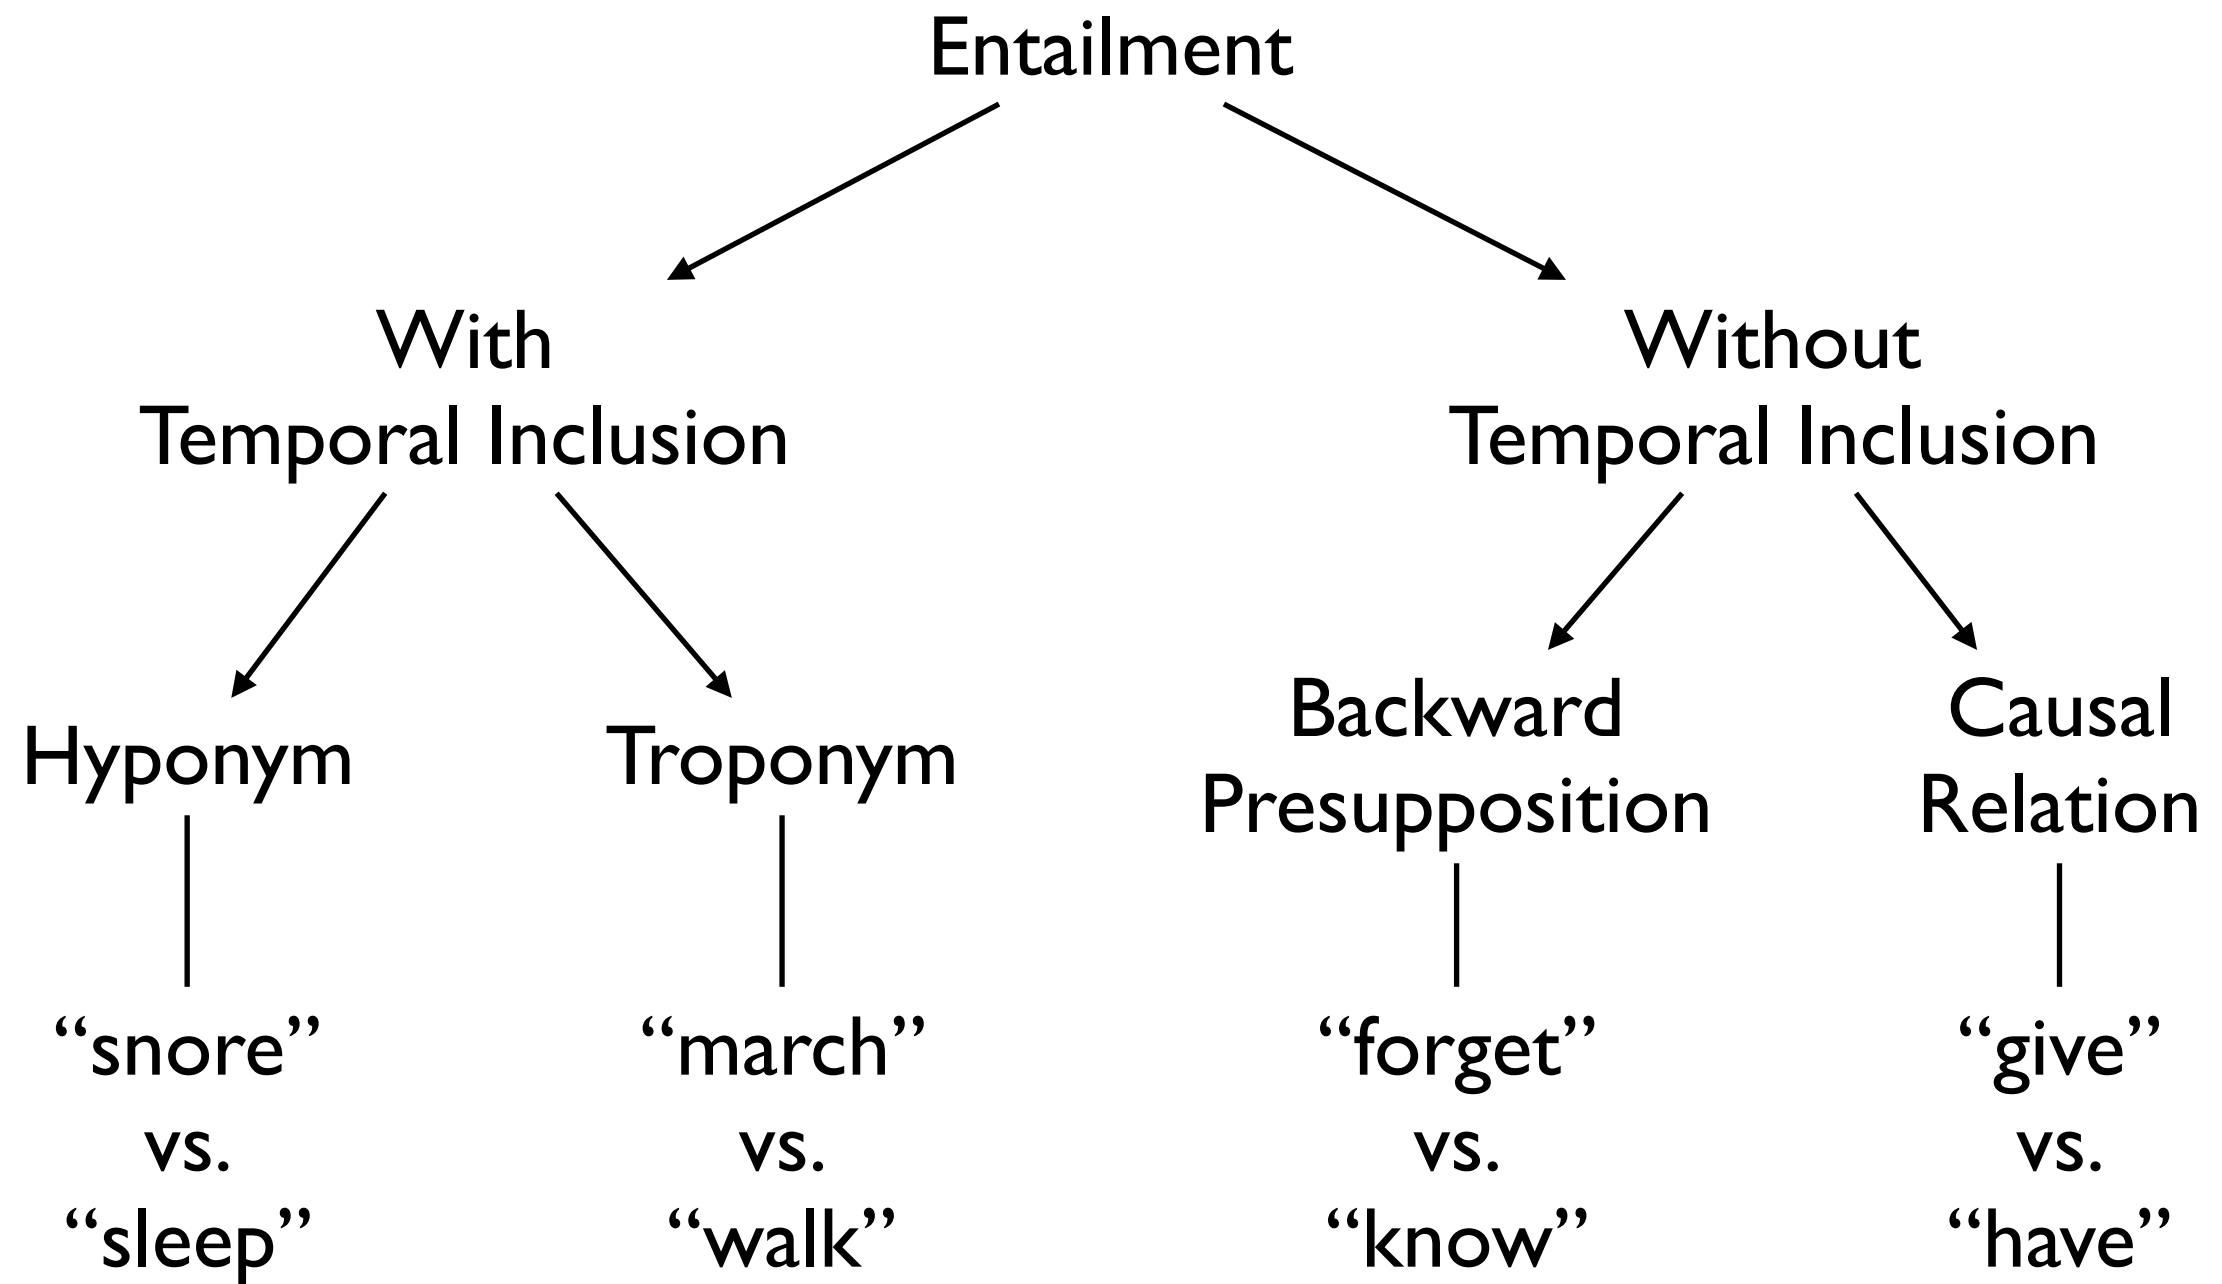 Entailment
With
Temporal Inclusion
Without
Temporal Inclusion
Hyponym
Troponym
Backward
Presupposition
Causal
Relation
“snore”
vs.
“sleep”
“march”
vs.
“walk”
“forget”
vs.
“know”
“give”
vs.
“have”